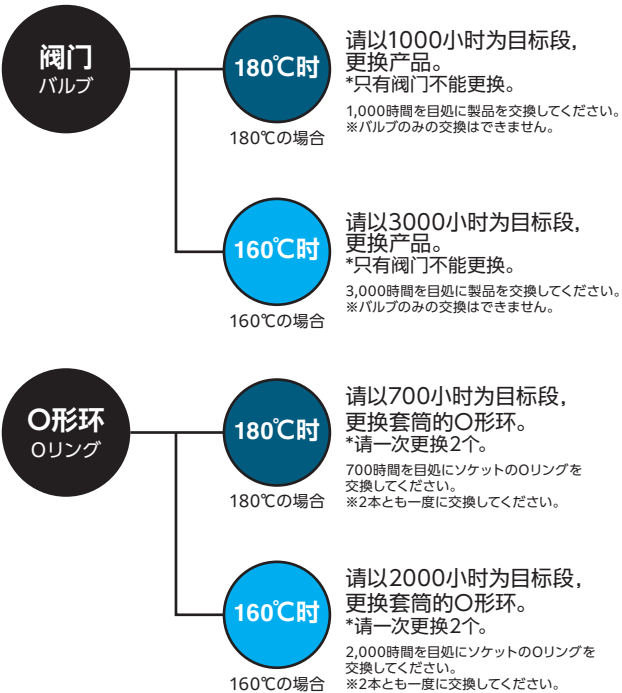 阀门
バルブ
180℃时
180℃の場合
请以1000小时为目标段，
更换产品。
*只有阀门不能更换。
1,000時間を目処に製品を交換してください。
※バルブのみの交換はできません。
160℃时
160℃の場合
请以3000小时为目标段，
更换产品。
*只有阀门不能更换。
3,000時間を目処に製品を交換してください。
※バルブのみの交換はできません。
O形环
Oリング
180℃时
180℃の場合
请以700小时为目标段，
更换套筒的O形环。
*请一次更换2个。
700時間を目処にソケットのOリングを
交換してください。
※2本とも一度に交換してください。
160℃时
160℃の場合
请以2000小时为目标段，
更换套筒的O形环。
*请一次更换2个。
2,000時間を目処にソケットのOリングを
交換してください。
※2本とも一度に交換してください。